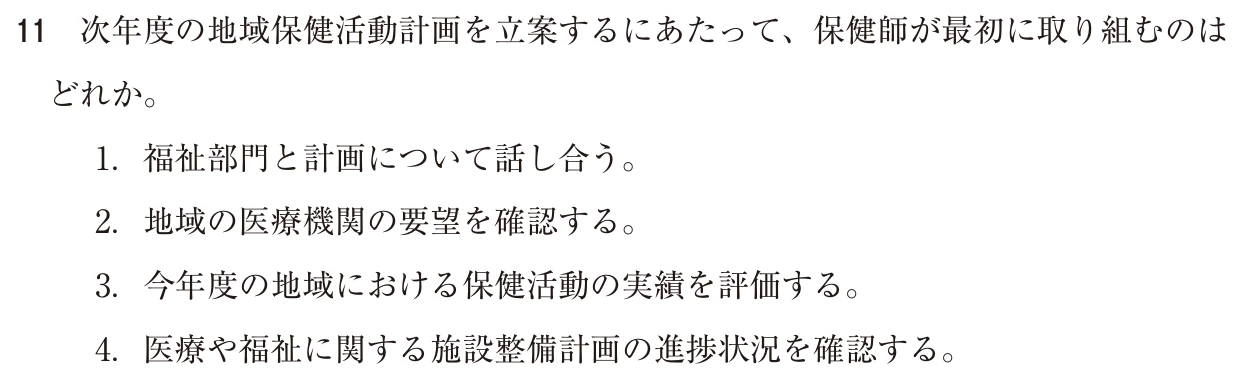 11　次年度の地域保健活動計画を立案するにあたって、保健師が最初に取り組むのは
どれか。
1. 福祉部門と計画について話し合う。
2. 地域の医療機関の要望を確認する。
3. 今年度の地域における保健活動の実績を評価する。
4. 医療や福祉に関する施設整備計画の進捗状況を確認する。